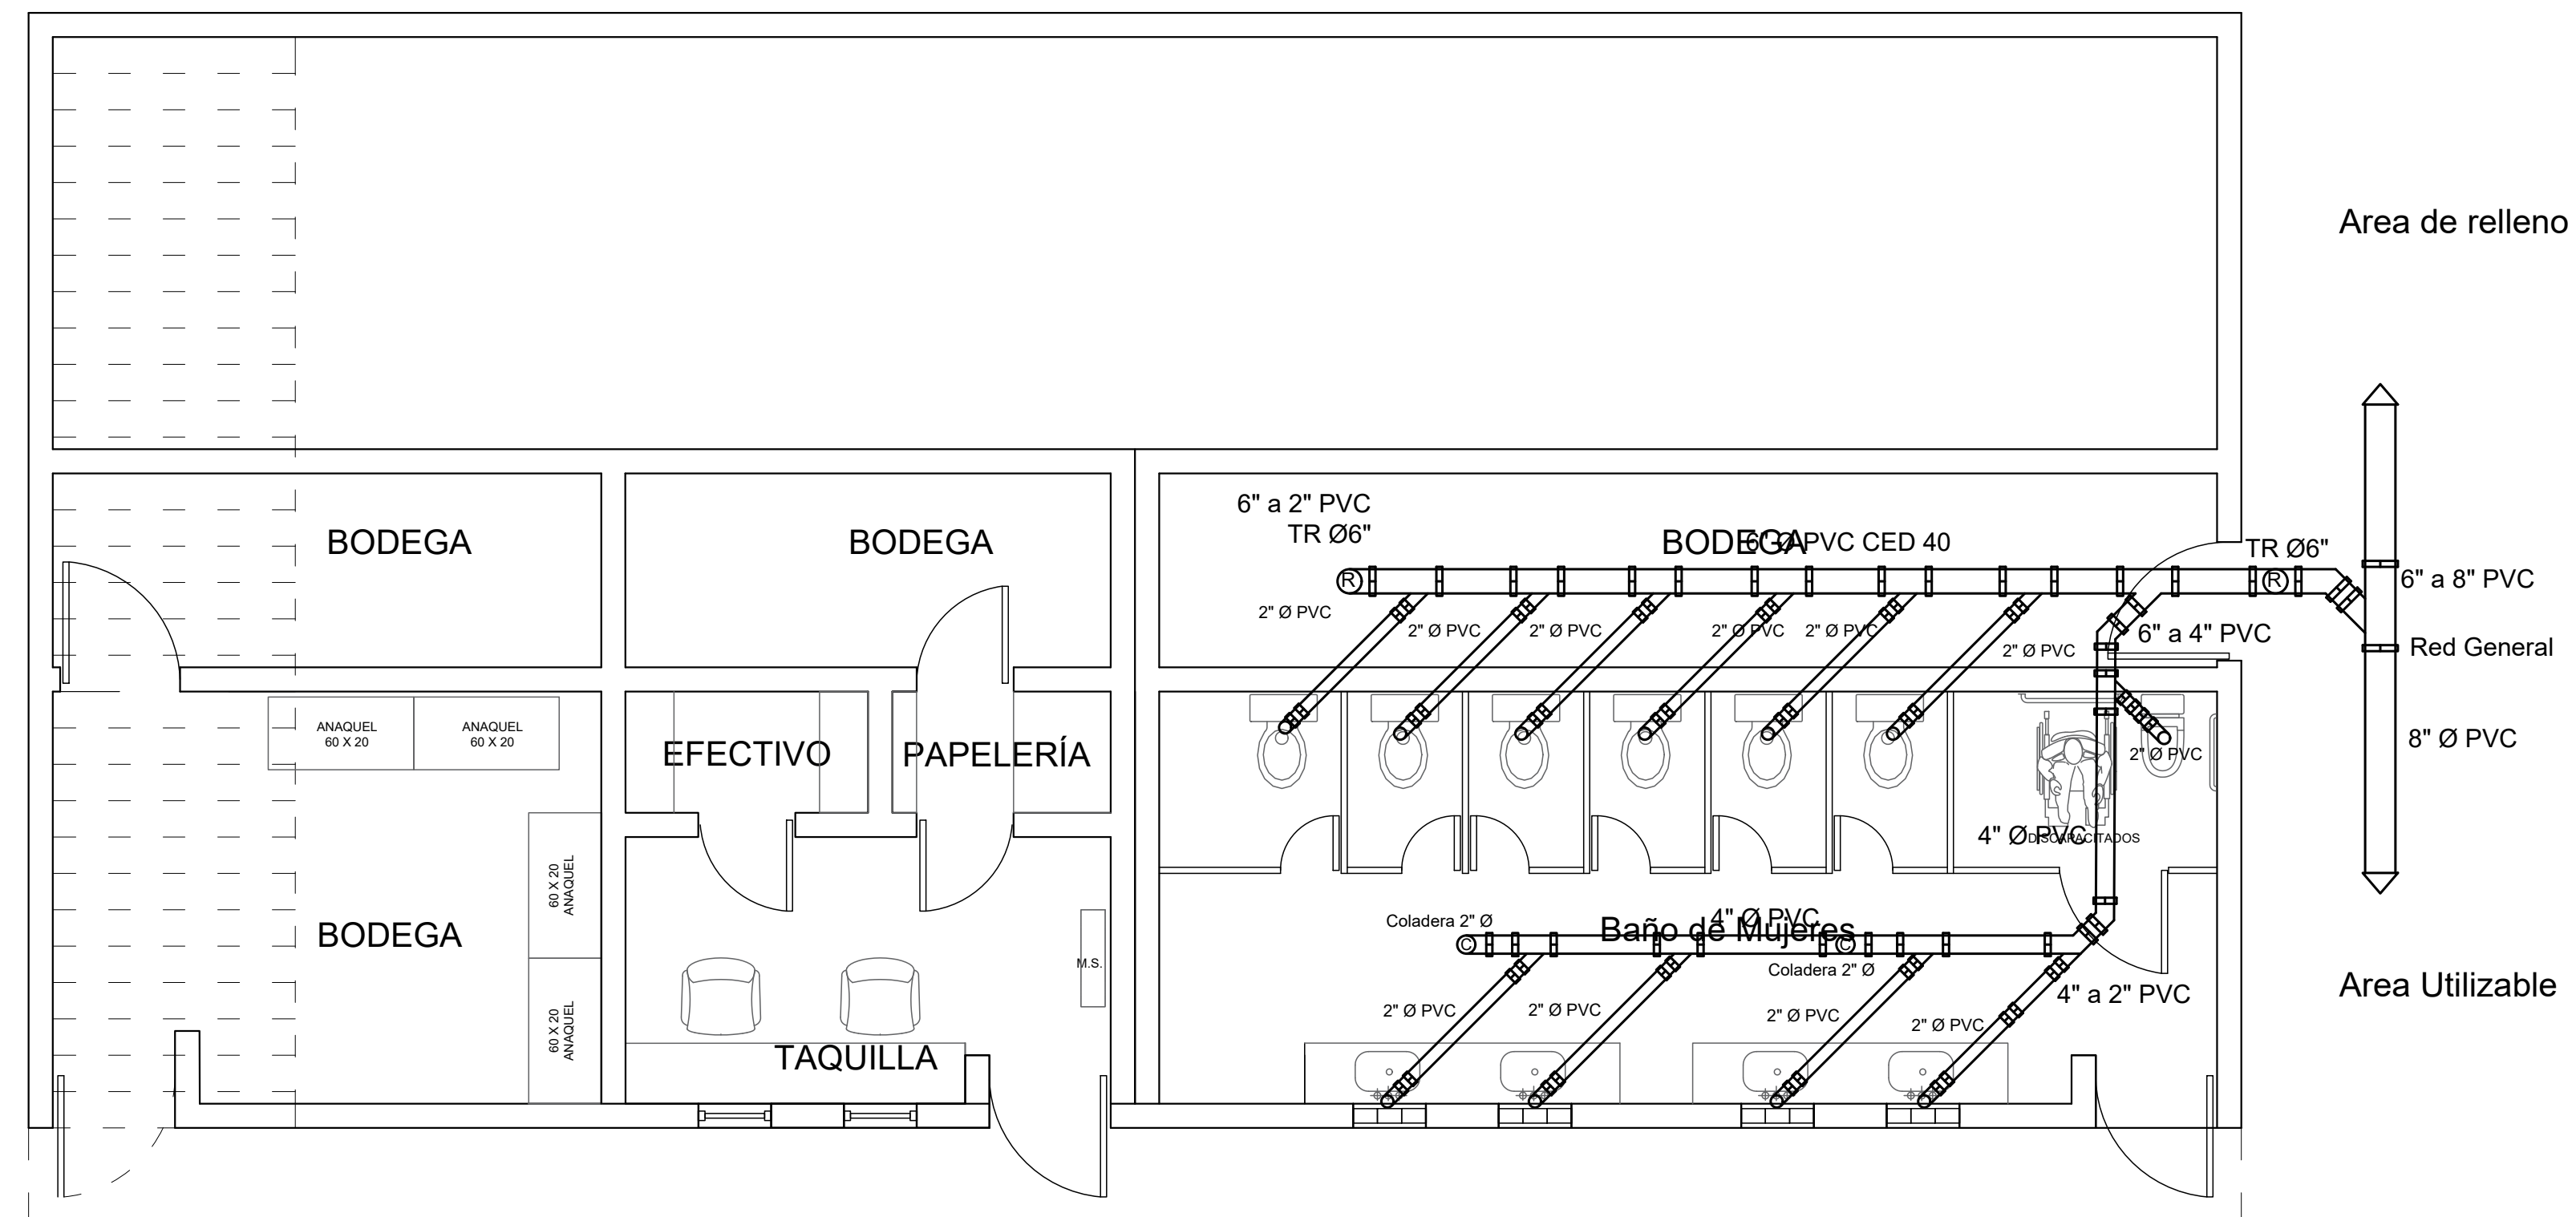 Area de relleno
6" a 2" PVC
TR Ø6"
BODEGA
BODEGA
BODEGA
6" Ø PVC CED 40
TR Ø6"
R
R
6" a 8" PVC
2" Ø PVC
2" Ø PVC
2" Ø PVC
2" Ø PVC
2" Ø PVC
2" Ø PVC
6" a 4" PVC
Red General
ANAQUEL
60 X 20
ANAQUEL
60 X 20
EFECTIVO
PAPELERÍA
2" Ø PVC
8" Ø PVC
4" Ø PVC
DISCAPACITADOS
60 X 20
ANAQUEL
BODEGA
Coladera 2" Ø
4" Ø PVC
Baño de Mujeres
C
C
M.S.
Coladera 2" Ø
Area Utilizable
4" a 2" PVC
2" Ø PVC
2" Ø PVC
2" Ø PVC
2" Ø PVC
60 X 20
ANAQUEL
TAQUILLA